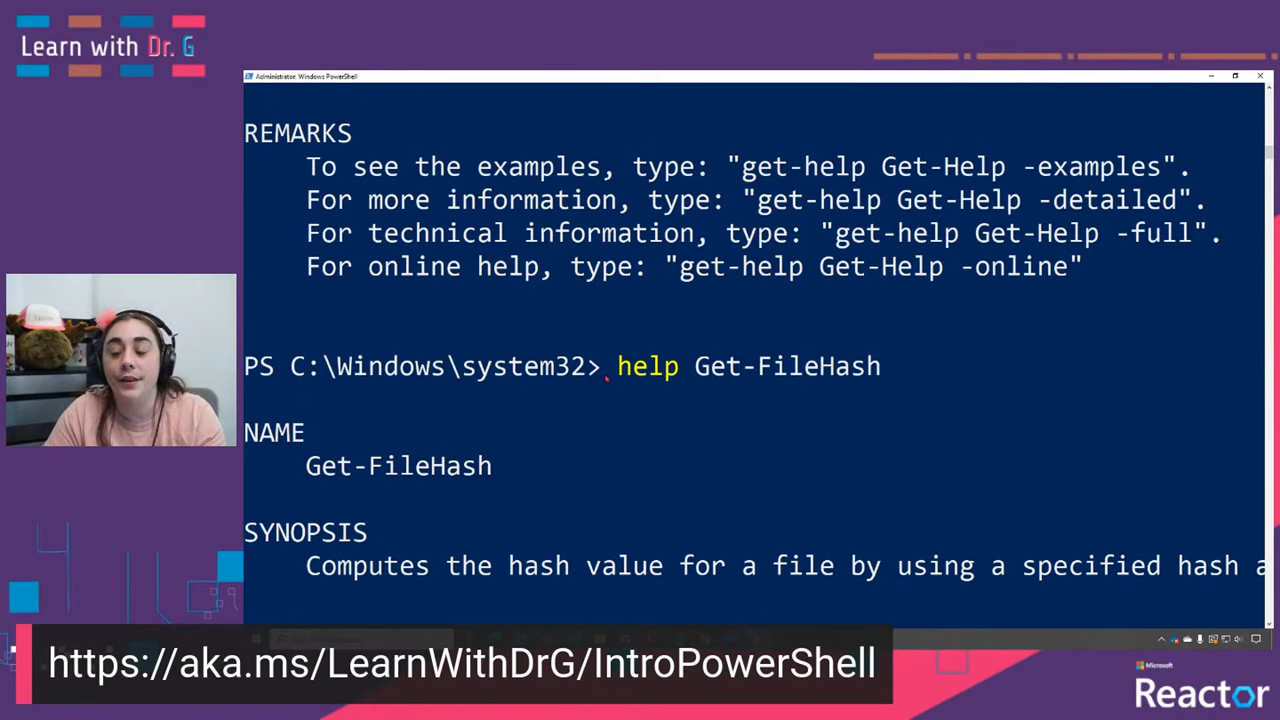 Learn with Dr. G
Administrator: Windows PowerShell
REMARKS
To see the examples, type: "get-help Get-Help -examples".
For more information, type: "get-help Get-Help -detailed".
For technical information, type: "get-help Get-Help -full".
For online help, type: "get-help Get-Help -online"
PS C:\Windows\system32> help Get-FileHash
NAME
Get-FileHash
SYNOPSIS
Computes the hash value for a file by using a specified hash a
https://aka.ms/LearnWithDrG/IntroPowerShell
Microsoft
Reactor